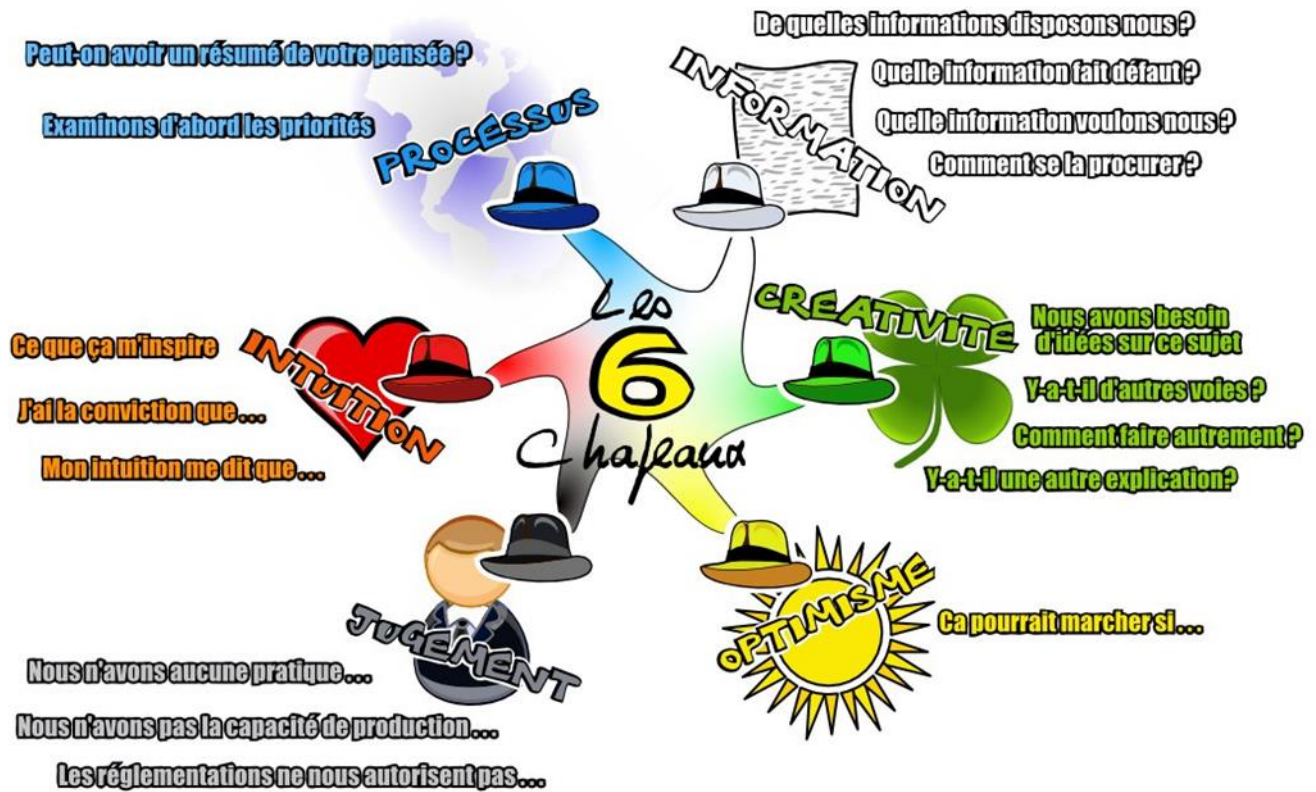 Les
6
Chapeaux
PROCESSUS
Peut-on avoir un résumé de votre pensée ?
Examinons d'abord les priorités
INFORMATION
De quelles informations disposons nous ?
Quelle information fait défaut ?
Quelle information voulons nous ?
Comment se la procurer ?
CREATIVITE
Nous avons besoin
d'idées sur ce sujet
Y-a-t-il d'autres voies ?
Comment faire autrement ?
Y-a-t-il une autre explication?
OPTIMISME
Ca pourrait marcher si . . .
JUGEMENT
Nous n'avons aucune pratique . . .
Nous n'avons pas la capacité de production . . .
Les réglementations ne nous autorisent pas . . .
INTUITION
Ce que ça m'inspire
J'ai la conviction que . . .
Mon intuition me dit que . . .